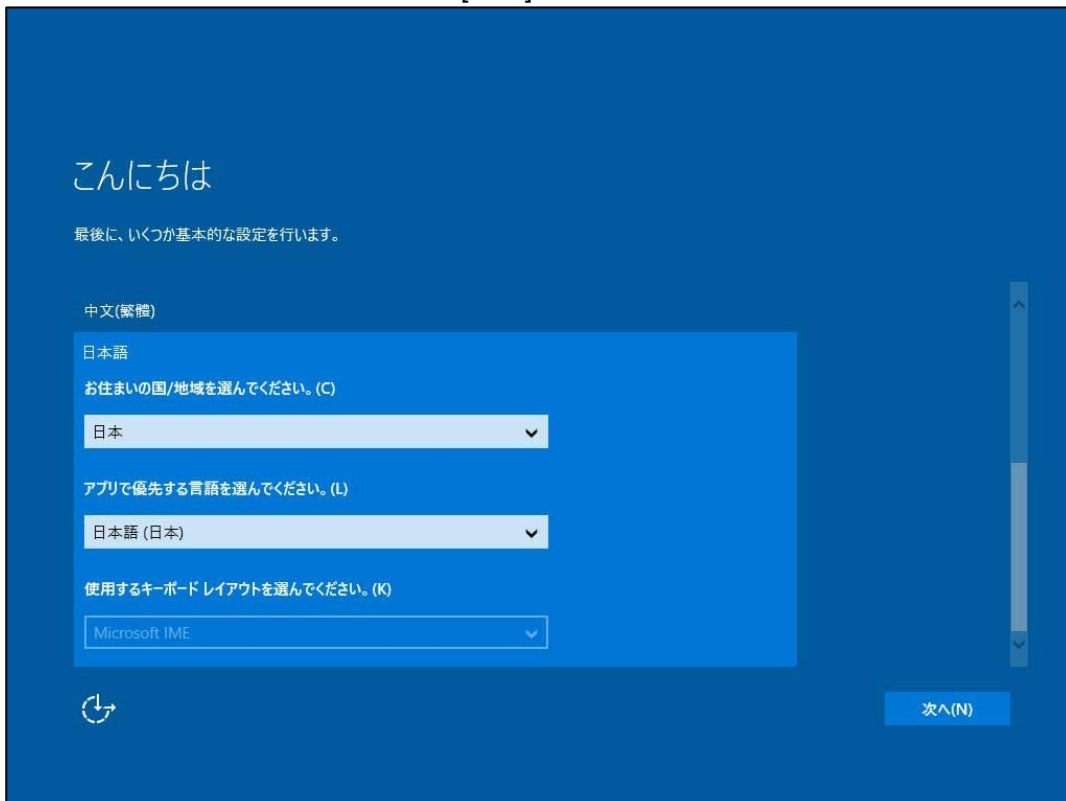 こんにちは
最後に、いくつか基本的な設定を行います。
中文(繁體)
日本語
お住まいの国/地域を選んでください。(C)
日本
アプリで優先する言語を選んでください。(L)
日本語 (日本)
使用するキーボード レイアウトを選んでください。(K)
Microsoft IME
次へ(N)